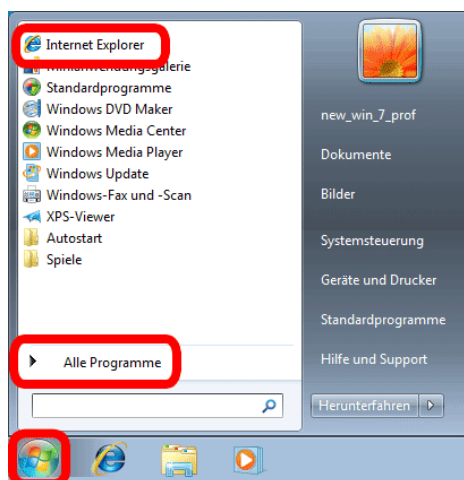 Internet Explorer
Minianwendungsgalerie
Standardprogramme
Windows DVD Maker
Windows Media Center
Windows Media Player
Windows Update
Windows-Fax und -Scan
XPS-Viewer
Autostart
Spiele
Alle Programme
new_win_7_prof
Dokumente
Bilder
Systemsteuerung
Geräte und Drucker
Standardprogramme
Hilfe und Support
Herunterfahren